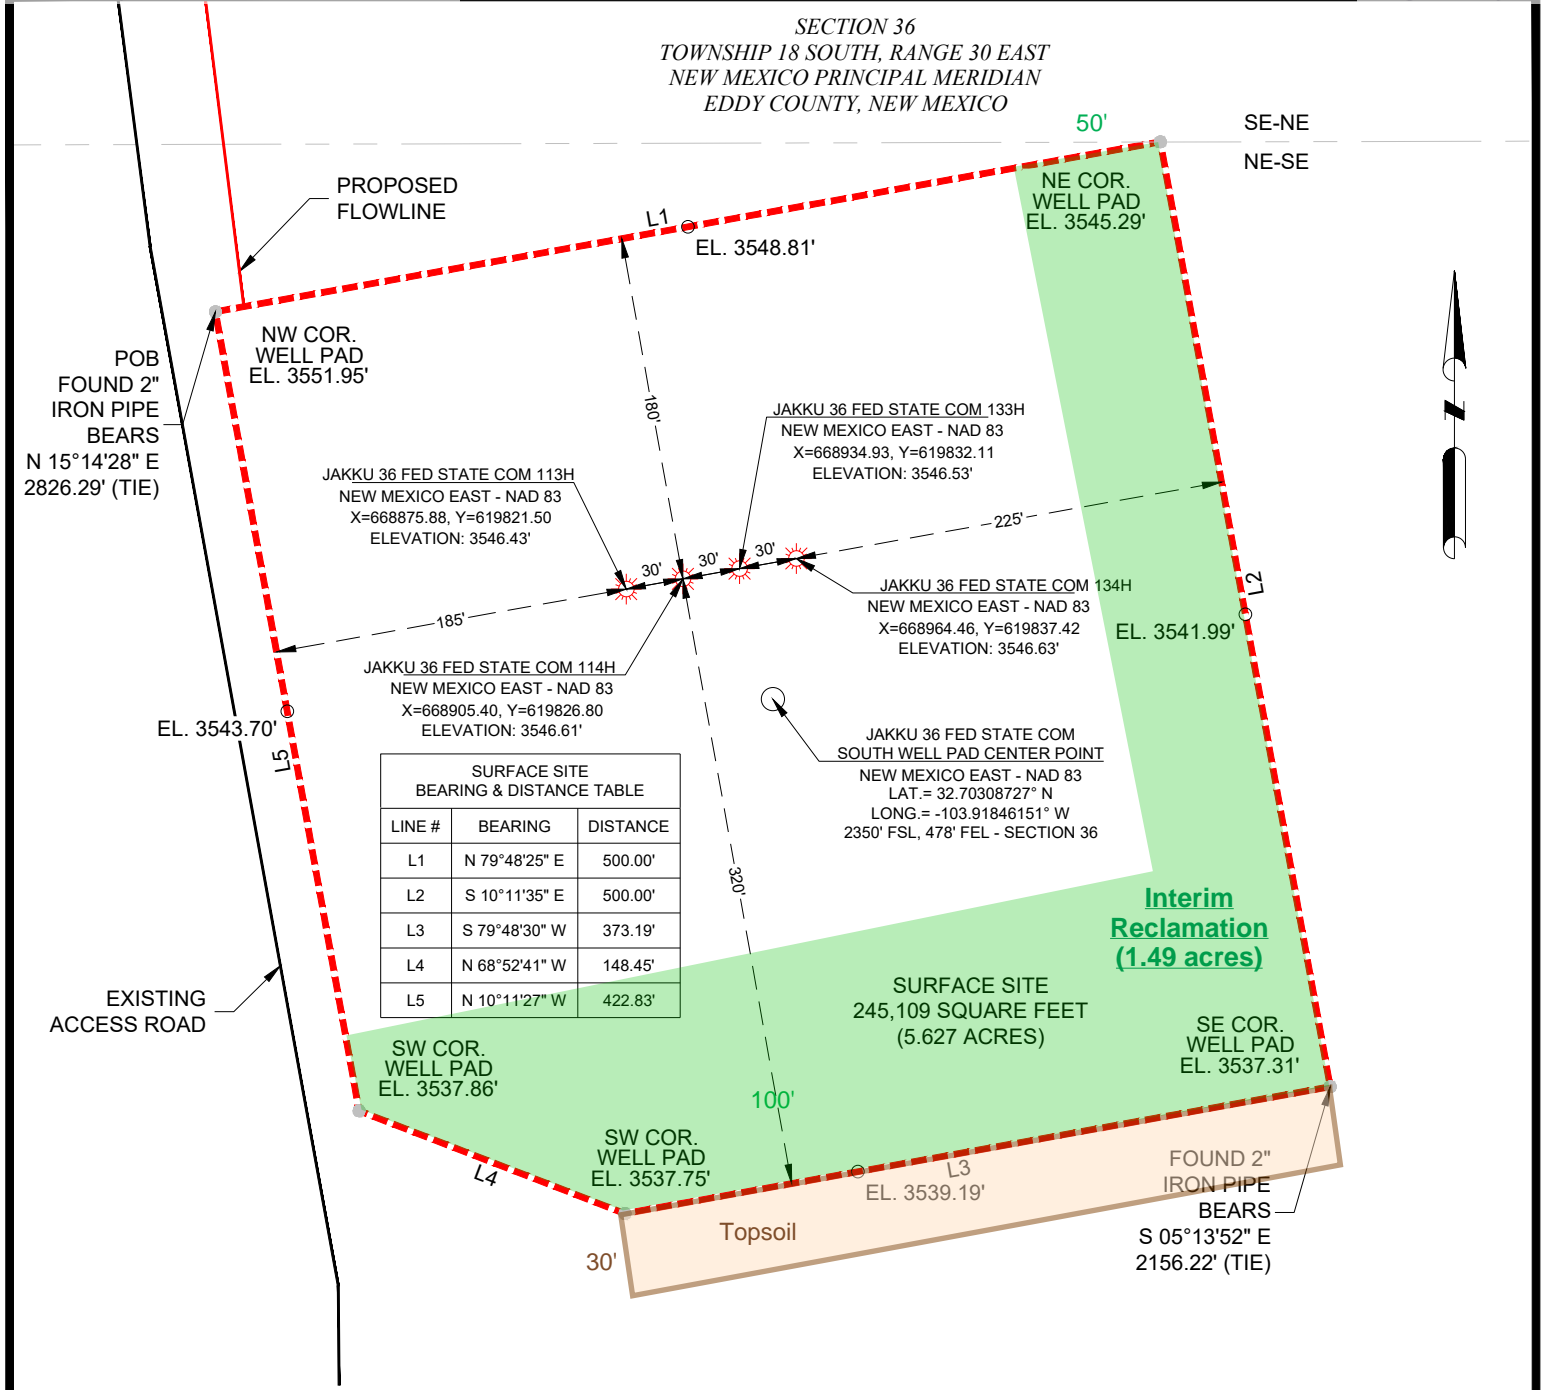 SECTION 36
TOWNSHIP 18 SOUTH, RANGE 30 EAST
NEW MEXICO PRINCIPAL MERIDIAN
EDDY COUNTY, NEW MEXICO
50'
SE-NE
NE-SE
PROPOSED
FLOWLINE
NE COR.
WELL PAD
EL. 3545.29'
L1
EL. 3548.81'
NW COR.
WELL PAD
EL. 3551.95'
POB
FOUND 2"
IRON PIPE
BEARS
N 15°14'28" E
2826.29' (TIE)
180'
JAKKU 36 FED STATE COM 133H
NEW MEXICO EAST - NAD 83
X=668934.93, Y=619832.11
ELEVATION: 3546.53'
JAKKU 36 FED STATE COM 113H
NEW MEXICO EAST - NAD 83
X=668875.88, Y=619821.50
ELEVATION: 3546.43'
N
225'
30'
30'
30'
185'
JAKKU 36 FED STATE COM 134H
NEW MEXICO EAST - NAD 83
X=668964.46, Y=619837.42
ELEVATION: 3546.63'
L2
EL. 3541.99'
JAKKU 36 FED STATE COM 114H
NEW MEXICO EAST - NAD 83
X=668905.40, Y=619826.80
ELEVATION: 3546.61'
EL. 3543.70'
L5
JAKKU 36 FED STATE COM
SOUTH WELL PAD CENTER POINT
NEW MEXICO EAST - NAD 83
LAT.= 32.70308727° N
LONG.= -103.91846151° W
2350' FSL, 478' FEL - SECTION 36
SURFACE SITE
BEARING & DISTANCE TABLE
LINE # BEARING DISTANCE
L1 N 79°48'25" E 500.00'
L2 S 10°11'35" E 500.00'
L3 S 79°48'30" W 373.19'
L4 N 68°52'41" W 148.45'
L5 N 10°11'27" W 422.83'
320'
Interim
Reclamation
(1.49 acres)
SURFACE SITE
245,109 SQUARE FEET
(5.627 ACRES)
EXISTING
ACCESS ROAD
SW COR.
WELL PAD
EL. 3537.86'
SE COR.
WELL PAD
EL. 3537.31'
100'
SW COR.
WELL PAD
EL. 3537.75'
L4
L3
EL. 3539.19'
FOUND 2"
IRON PIPE
BEARS
S 05°13'52" E
2156.22' (TIE)
Topsoil
30'